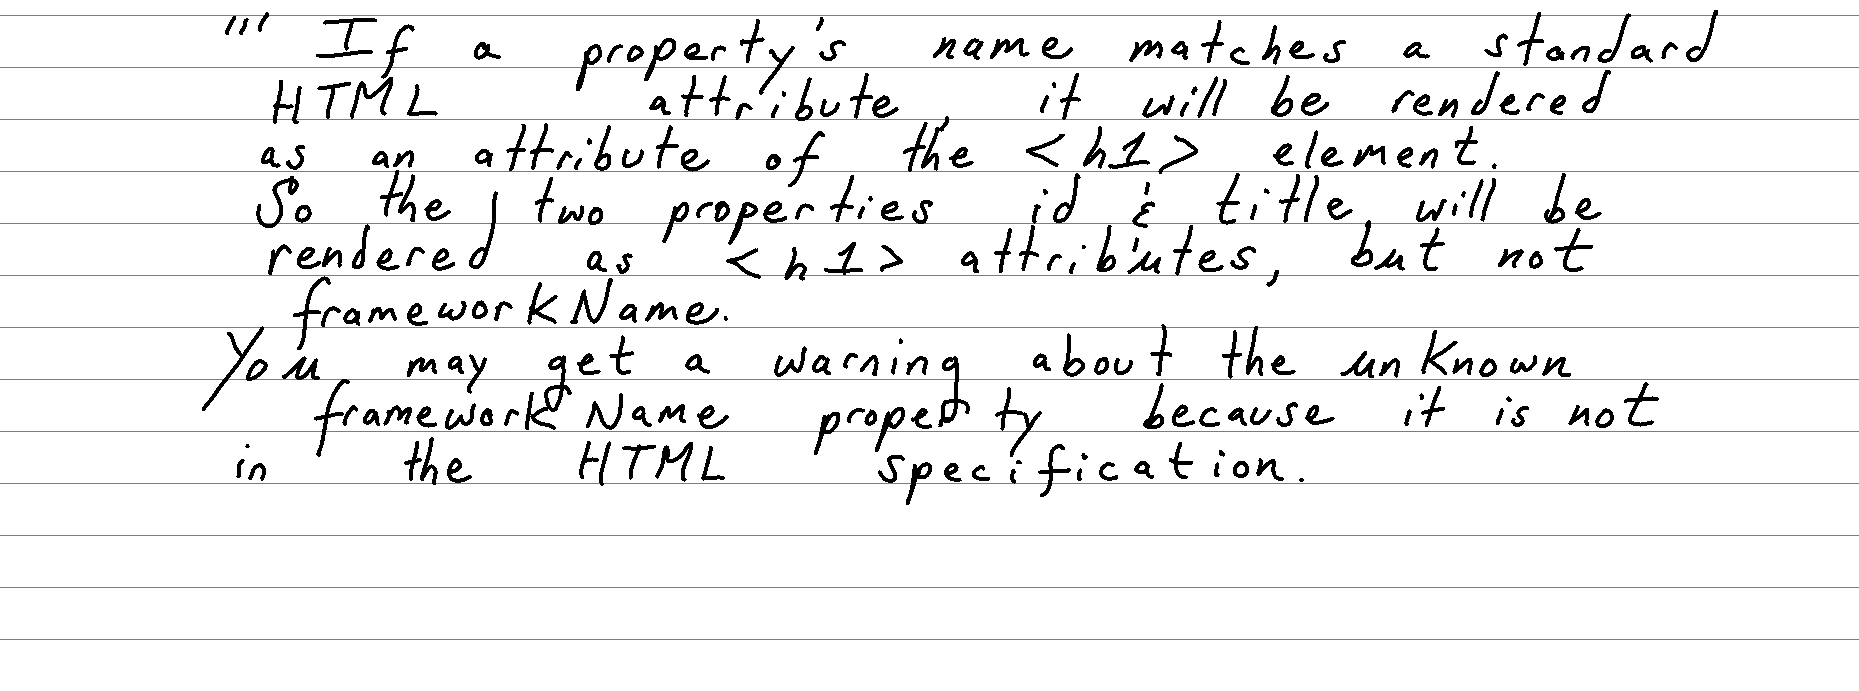 ''' If a property's name matches a standard
HTML attribute, it will be rendered
as an attribute of the <h1> element.
So the two properties id & title, will be
rendered as <h1> attributes, but not
frameworkName.
You may get a warning about the unknown
frameworkName property because it is not
in the HTML specification.